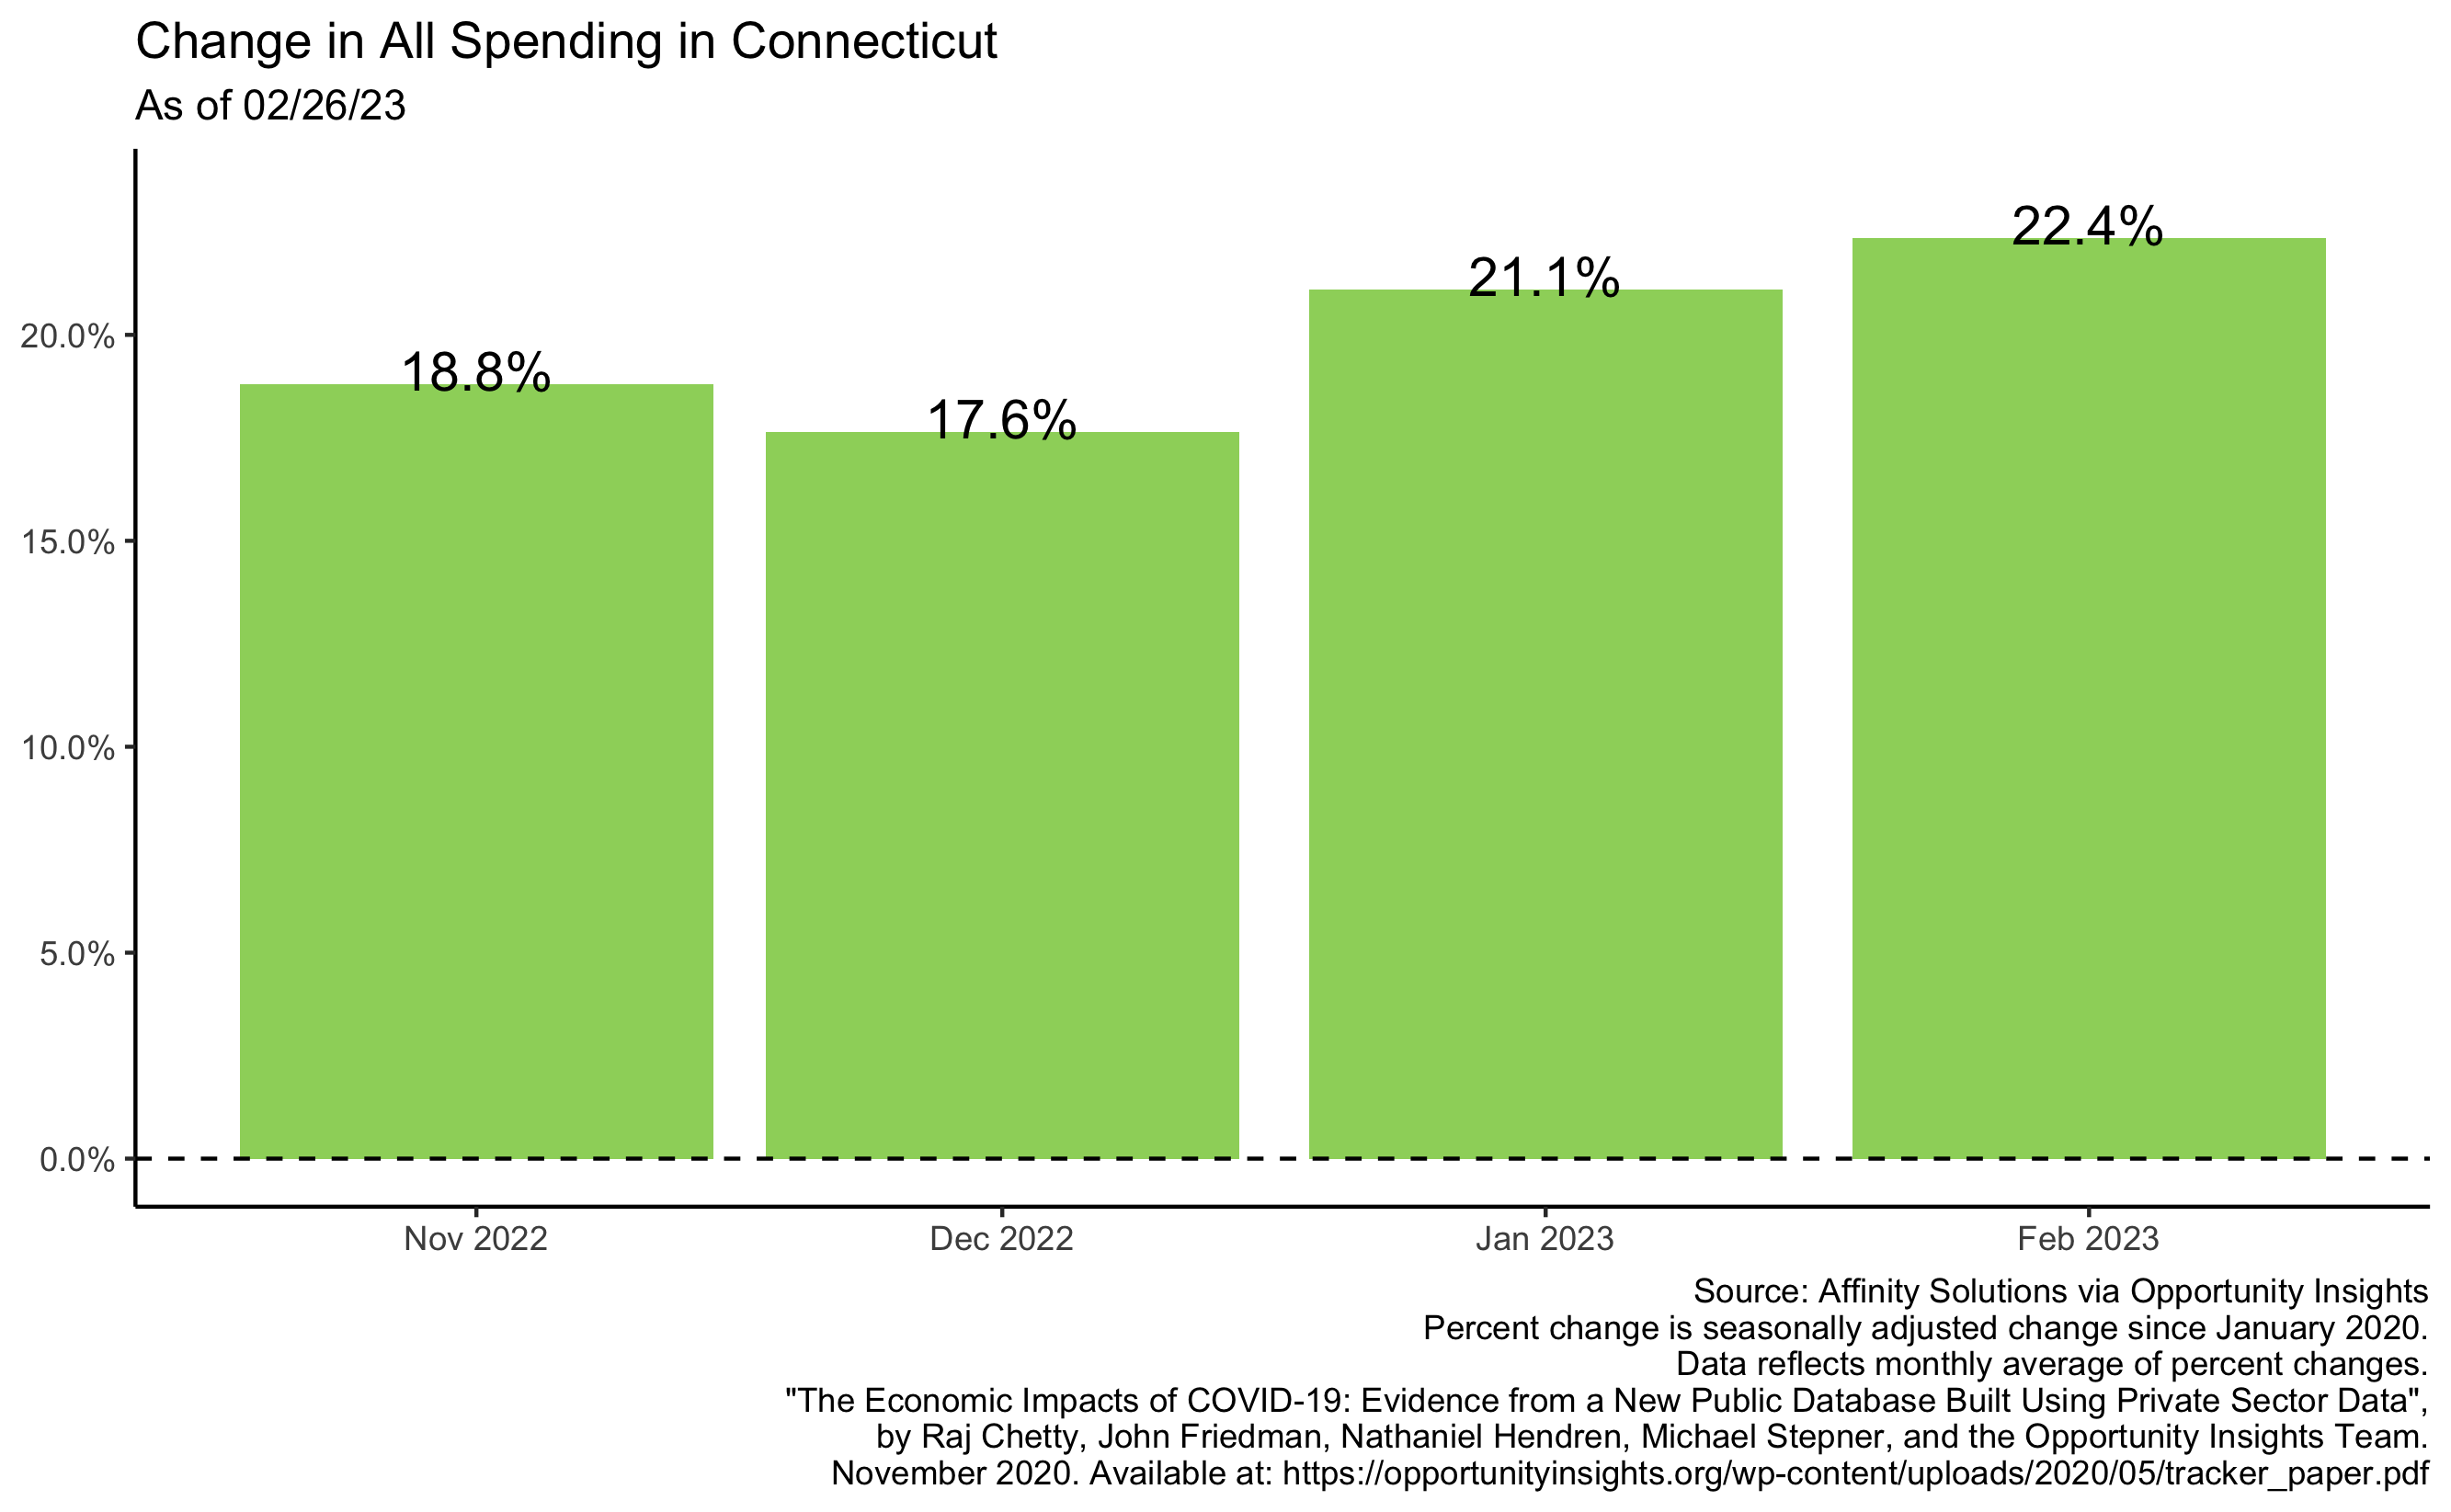 Change in All Spending in Connecticut
As of 02/26/23
22.4%
21.1%
20.0%
18.8%
17.6%
15.0%
10.0%
5.0%
0.0%
Nov 2022
Dec 2022
Jan 2023
Feb 2023
Source: Affinity Solutions via Opportunity Insights
Percent change is seasonally adjusted change since January 2020.
Data reflects monthly average of percent changes.
"The Economic Impacts of COVID-19: Evidence from a New Public Database Built Using Private Sector Data",
by Raj Chetty, John Friedman, Nathaniel Hendren, Michael Stepner, and the Opportunity Insights Team.
November 2020. Available at: https://opportunityinsights.org/wp-content/uploads/2020/05/tracker_paper.pdf